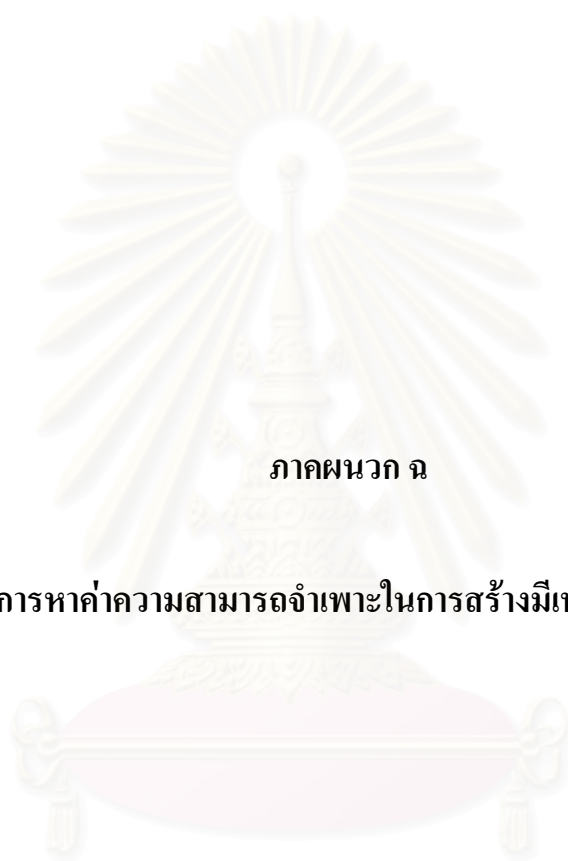 ภาคผนวก ฉ
การหาค่าความสามารถจำเพาะในการสร้างมีเ